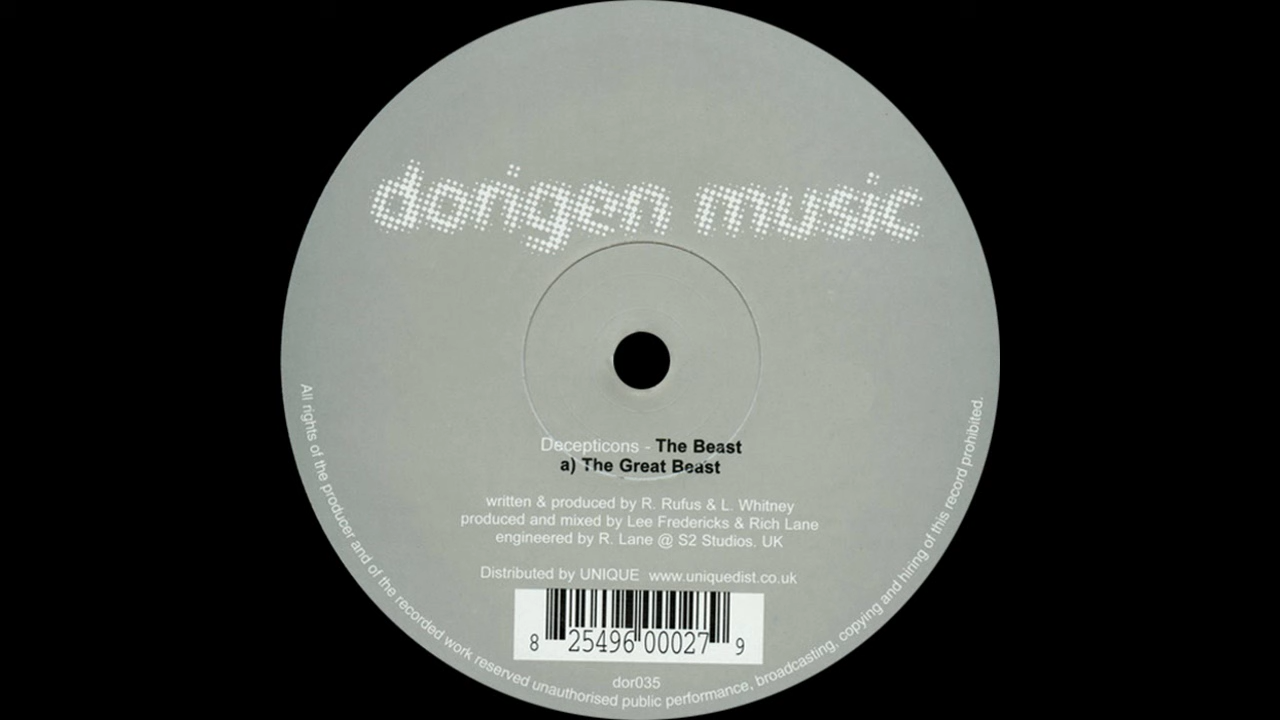 dorigen music
Decepticons - The Beast
a) The Great Beast
written & produced by R. Rufus & L. Whitney
produced and mixed by Lee Fredericks & Rich Lane
engineered by R. Lane @ S2 Studios. UK
Distributed by UNIQUE www.uniquedist.co.uk
8 25496 00027 9
dor035
All rights of the producer and of the recorded work reserved unauthorised public performance, broadcasting, copying and hiring of this record prohibited.